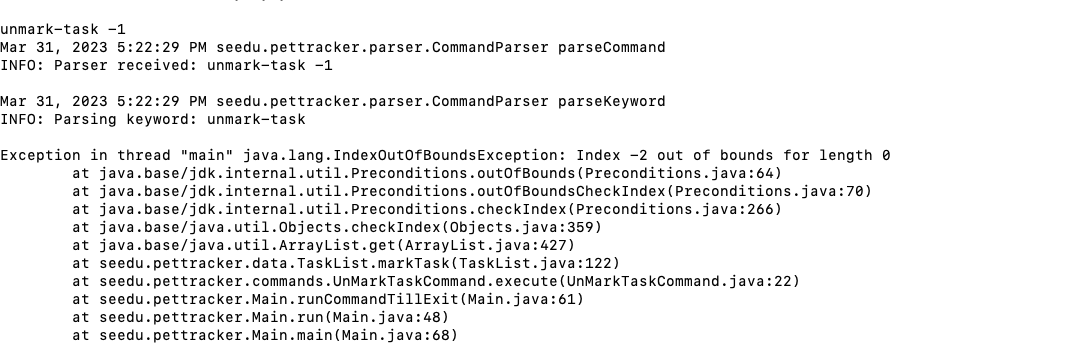 unmark-task -1
Mar 31, 2023 5:22:29 PM seedu.pettracker.parser.CommandParser parseCommand
INFO: Parser received: unmark-task -1
Mar 31, 2023 5:22:29 PM seedu.pettracker.parser.CommandParser parseKeyword
INFO: Parsing keyword: unmark-task
Exception in thread "main" java.lang.IndexOutOfBoundsException: Index -2 out of bounds for length 0
at java.base/jdk.internal.util.Preconditions.outOfBounds(Preconditions.java:64)
at java.base/jdk.internal.util.Preconditions.outOfBoundsCheckIndex(Preconditions.java:70)
at java.base/jdk.internal.util.Preconditions.checkIndex(Preconditions.java:266)
at java.base/java.util.Objects.checkIndex(Objects.java:359)
at java.base/java.util.ArrayList.get(ArrayList.java:427)
at seedu.pettracker.data.TaskList.markTask(TaskList.java:122)
at seedu.pettracker.commands.UnMarkTaskCommand.execute(UnMarkTaskCommand.java:22)
at seedu.pettracker.Main.runCommandTillExit(Main.java:61)
at seedu.pettracker.Main.run(Main.java:48)
at seedu.pettracker.Main.main(Main.java:68)